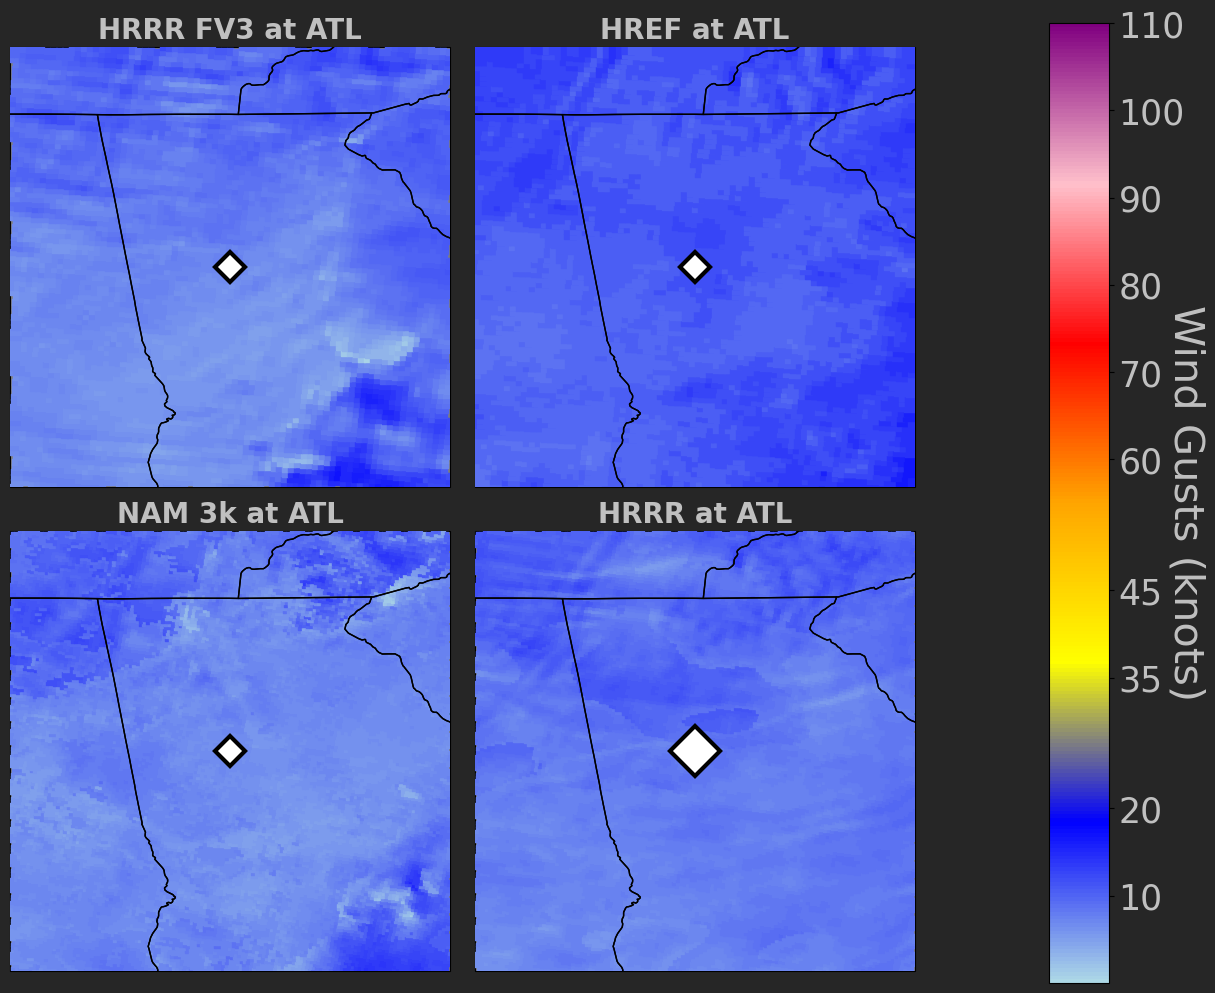 HRRR FV3 at ATL
HREF at ATL
NAM 3k at ATL
HRRR at ATL
110
100
90
80
70
60
45
35
20
10
Wind Gusts (knots)